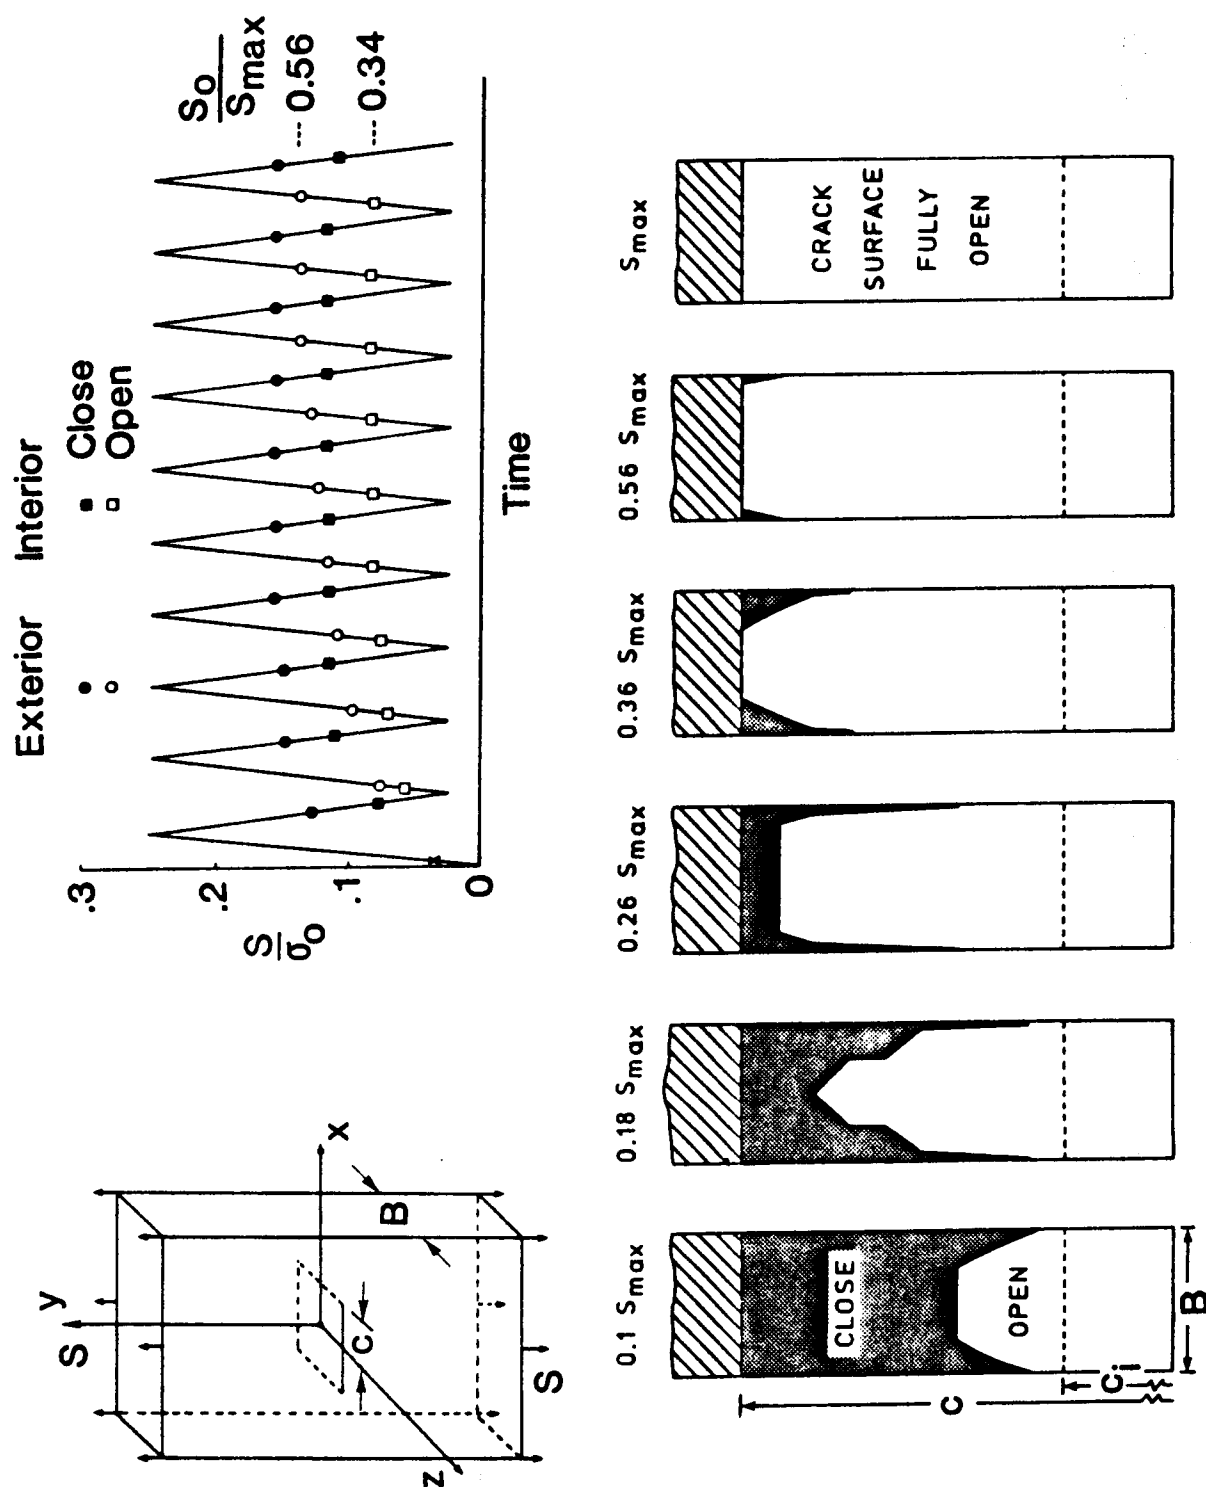 Exterior Interior
● ■ Close
○ □ Open
S
σo
.3
.2
.1
0
Time
So
Smax
0.56
0.34
S
y
x
z
B
c
S
0.1 Smax
0.18 Smax
0.26 Smax
0.36 Smax
0.56 Smax
Smax
CLOSE
OPEN
CRACK
SURFACE
FULLY
OPEN
c
ci
B